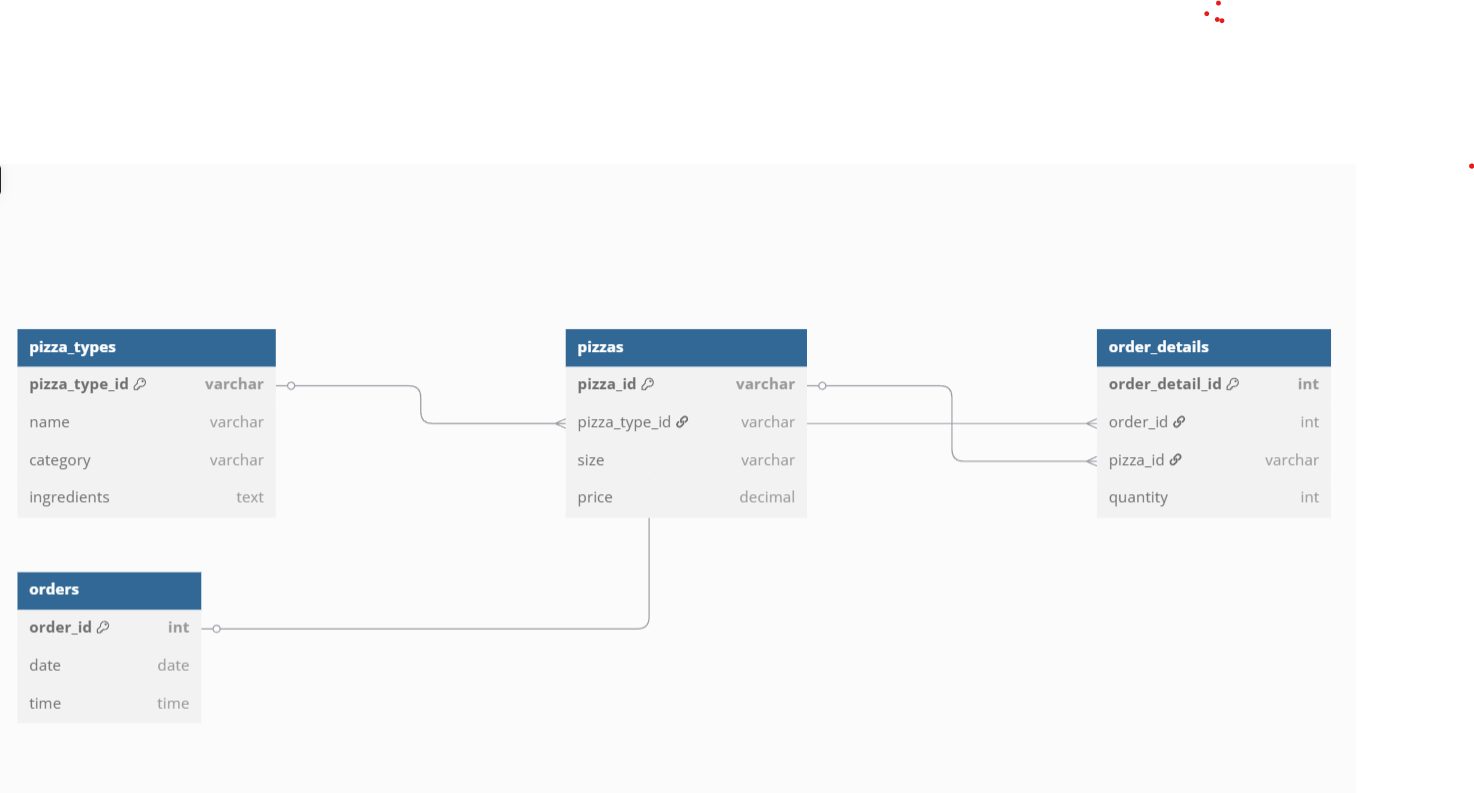 pizza_types
pizza_type_id varchar
name varchar
category varchar
ingredients text
pizzas
pizza_id varchar
pizza_type_id varchar
size varchar
price decimal
order_details
order_detail_id int
order_id int
pizza_id varchar
quantity int
orders
order_id int
date date
time time